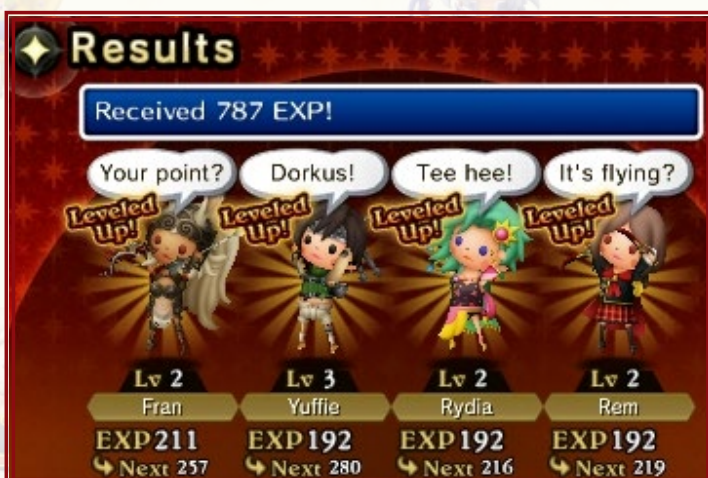 Results
Received 787 EXP!
Your point? Dorkus! Tee hee! It's flying?
Leveled Up! Leveled Up! Leveled Up! Leveled Up!
Lv 2 Lv 3 Lv 2 Lv 2
Fran Yuffie Rydia Rem
EXP 211 EXP 192 EXP 192 EXP 192
Next 257 Next 280 Next 216 Next 219